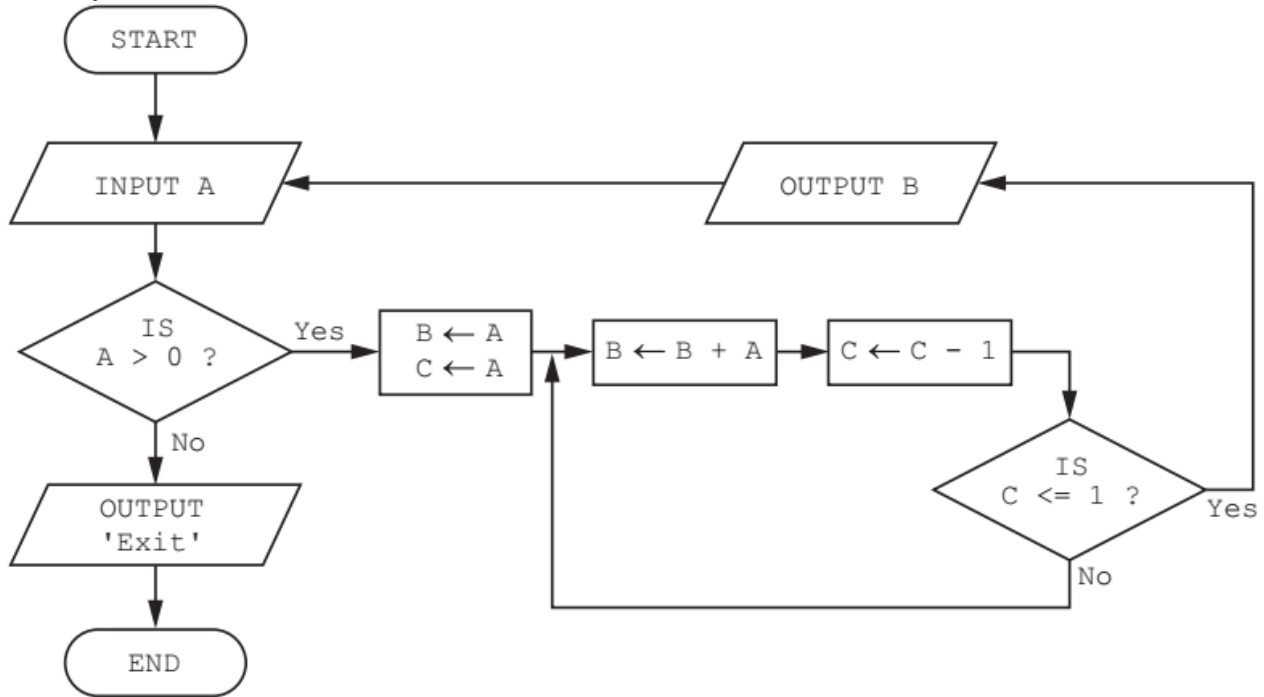 START
INPUT A
OUTPUT B
IS
A > 0 ?
Yes
B ← A
C ← A
B ← B + A
C ← C - 1
No
IS
C <= 1 ?
Yes
No
OUTPUT
'Exit'
END